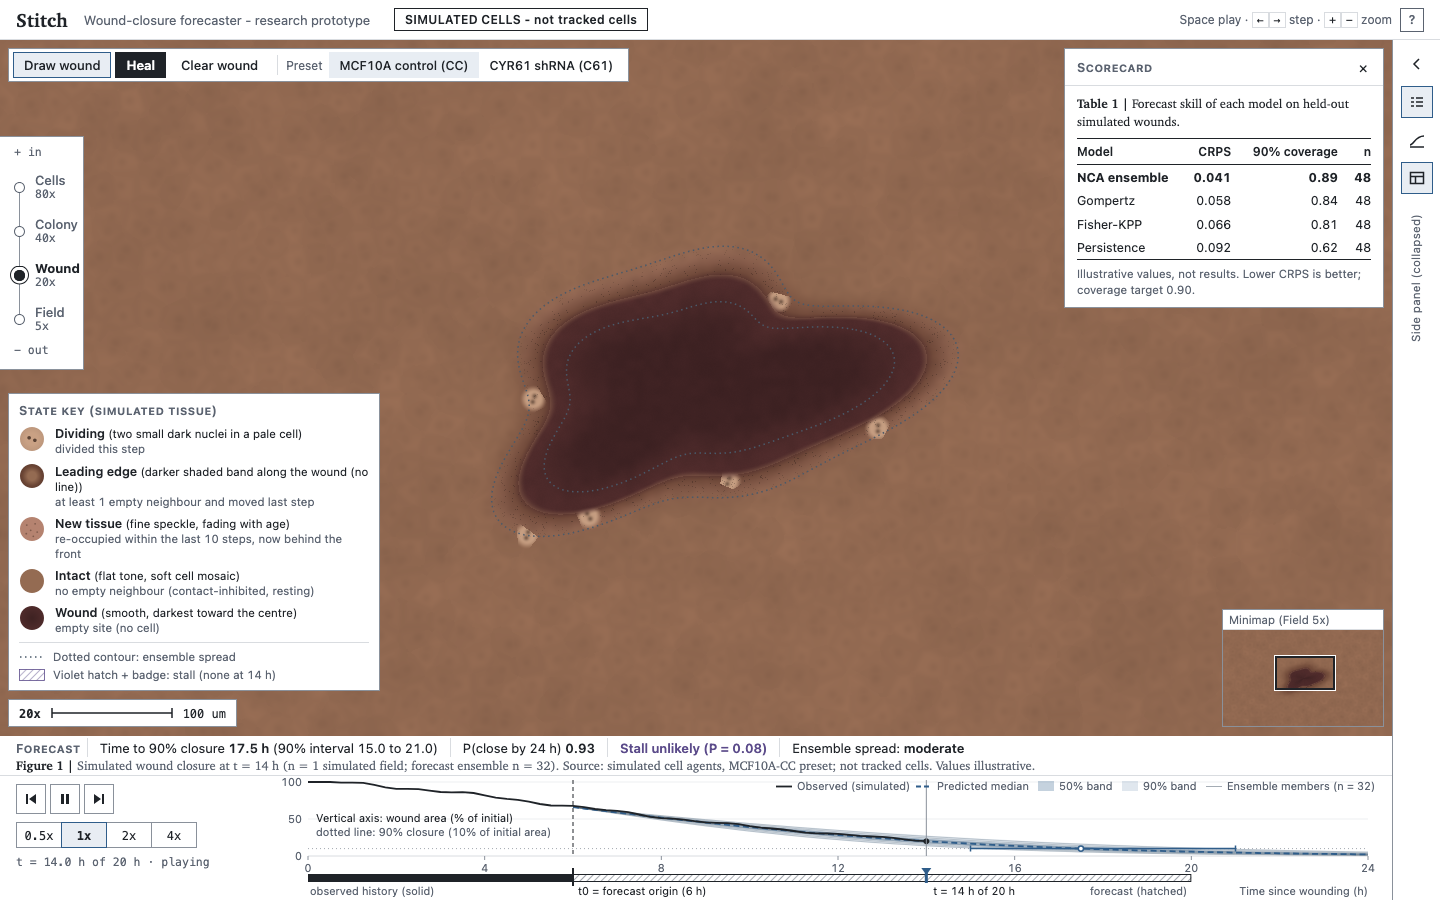 Stitch Wound-closure forecaster - research prototype SIMULATED CELLS - not tracked cells Space play · ← → step · + − zoom ?
Draw wound Heal Clear wound Preset MCF10A control (CC) CYR61 shRNA (C61)
+ in
Cells
80x
Colony
40x
Wound
20x
Field
5x
− out
SCORECARD ×
Table 1 | Forecast skill of each model on held-out
simulated wounds.
Model CRPS 90% coverage n
NCA ensemble 0.041 0.89 48
Gompertz 0.058 0.84 48
Fisher-KPP 0.066 0.81 48
Persistence 0.092 0.62 48
Illustrative values, not results. Lower CRPS is better;
coverage target 0.90.
Side panel (collapsed)
STATE KEY (SIMULATED TISSUE)
Dividing (two small dark nuclei in a pale cell)
divided this step
Leading edge (darker shaded band along the wound (no
line))
at least 1 empty neighbour and moved last step
New tissue (fine speckle, fading with age)
re-occupied within the last 10 steps, now behind the
front
Intact (flat tone, soft cell mosaic)
no empty neighbour (contact-inhibited, resting)
Wound (smooth, darkest toward the centre)
empty site (no cell)
Dotted contour: ensemble spread
Violet hatch + badge: stall (none at 14 h)
20x 100 um
Minimap (Field 5x)
FORECAST Time to 90% closure 17.5 h (90% interval 15.0 to 21.0) P(close by 24 h) 0.93 Stall unlikely (P = 0.08) Ensemble spread: moderate
Figure 1 | Simulated wound closure at t = 14 h (n = 1 simulated field; forecast ensemble n = 32). Source: simulated cell agents, MCF10A-CC preset; not tracked cells. Values illustrative.
0.5x 1x 2x 4x
t = 14.0 h of 20 h · playing
100
50
0
Observed (simulated) Predicted median 50% band 90% band Ensemble members (n = 32)
Vertical axis: wound area (% of initial)
dotted line: 90% closure (10% of initial area)
0 4 8 12 16 20 24
observed history (solid) t0 = forecast origin (6 h) t = 14 h of 20 h forecast (hatched) Time since wounding (h)